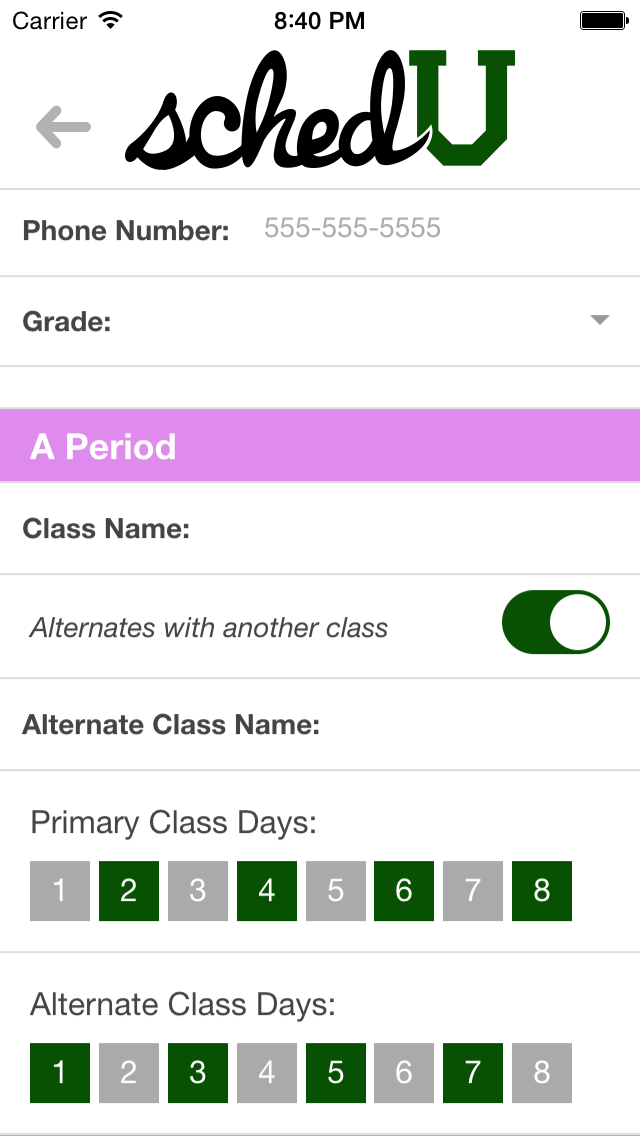 Carrier 8:40 PM
schedU
Phone Number: 555-555-5555
Grade:
A Period
Class Name:
Alternates with another class
Alternate Class Name:
Primary Class Days:
1 2 3 4 5 6 7 8
Alternate Class Days:
1 2 3 4 5 6 7 8